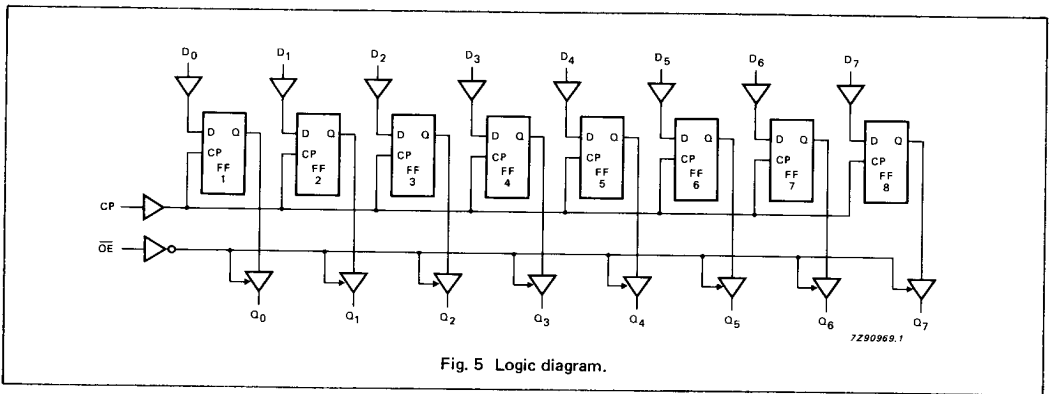 D0 D1 D2 D3 D4 D5 D6 D7
D Q D Q D Q D Q D Q D Q D Q D Q
CP CP CP CP CP CP CP CP
FF FF FF FF FF FF FF FF
1 2 3 4 5 6 7 8
CP
OE
Q0 Q1 Q2 Q3 Q4 Q5 Q6 Q7
7Z90969.1
Fig. 5 Logic diagram.